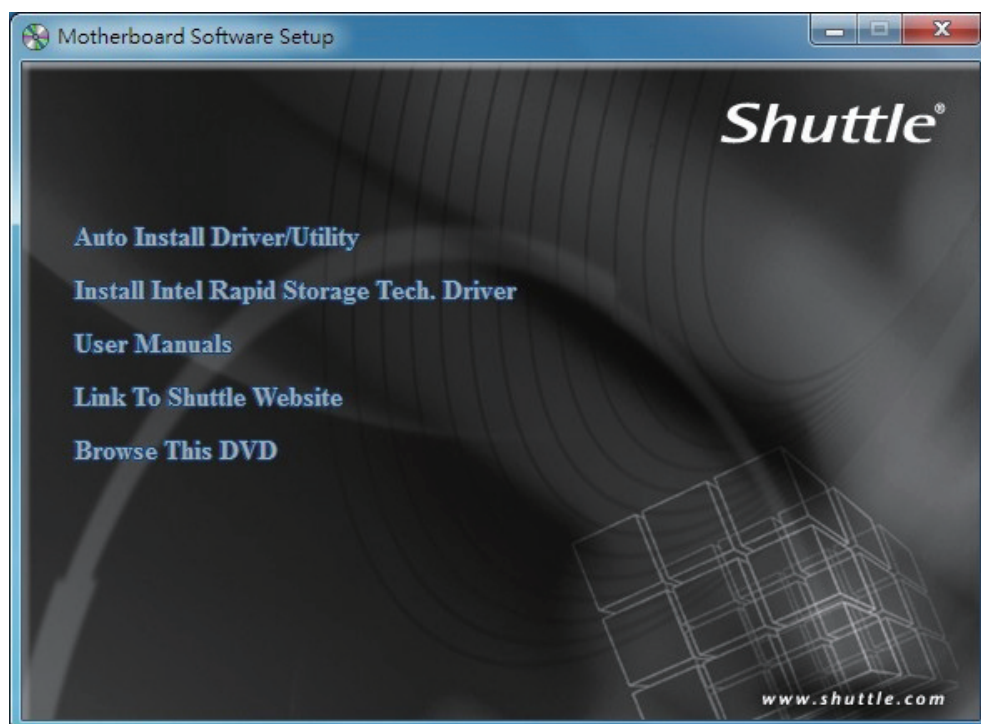 Motherboard Software Setup
Shuttle®
Auto Install Driver/Utility
Install Intel Rapid Storage Tech. Driver
User Manuals
Link To Shuttle Website
Browse This DVD
www.shuttle.com